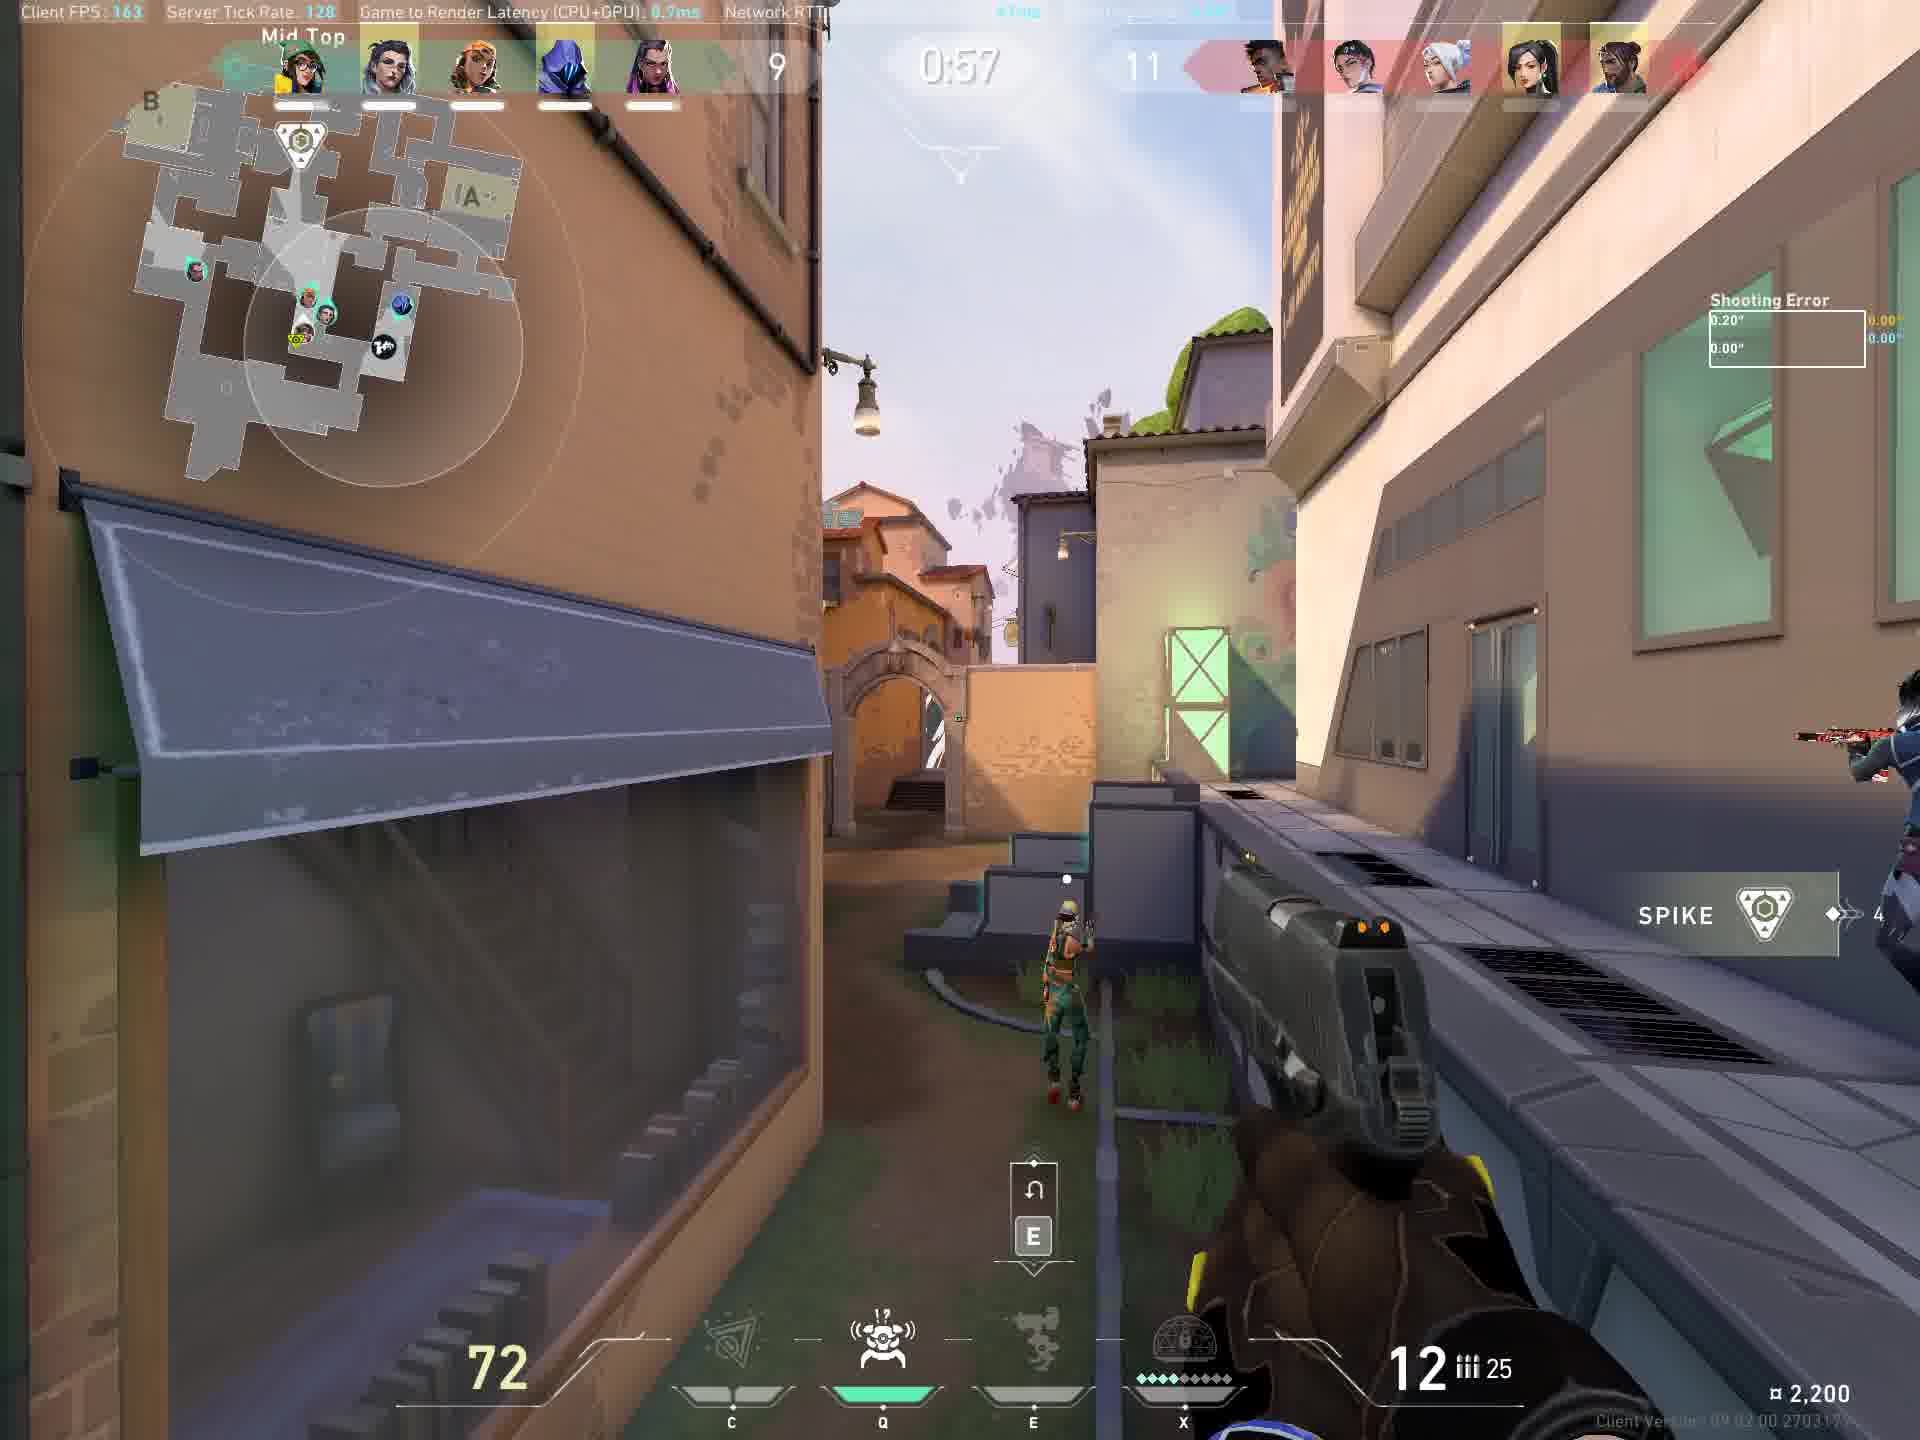 Client FPS: 163
Server Tick Rate: 128
Game to Render Latency (CPU+GPU): 0.7ms
Network RTT
Mid Top
9
0:57
11
B
A
Shooting Error
0.20°
0.00°
0.00°
0.00°
SPIKE
4
E
72
12
25
C
Q
E
X
¤ 2,200